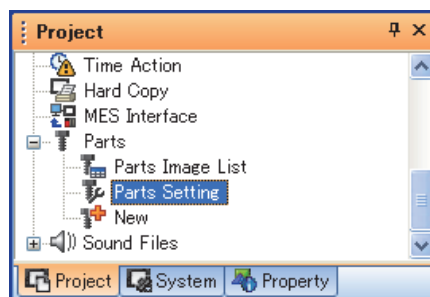 Project
Time Action
Hard Copy
MES Interface
Parts
Parts Image List
Parts Setting
New
Sound Files
Project System Property